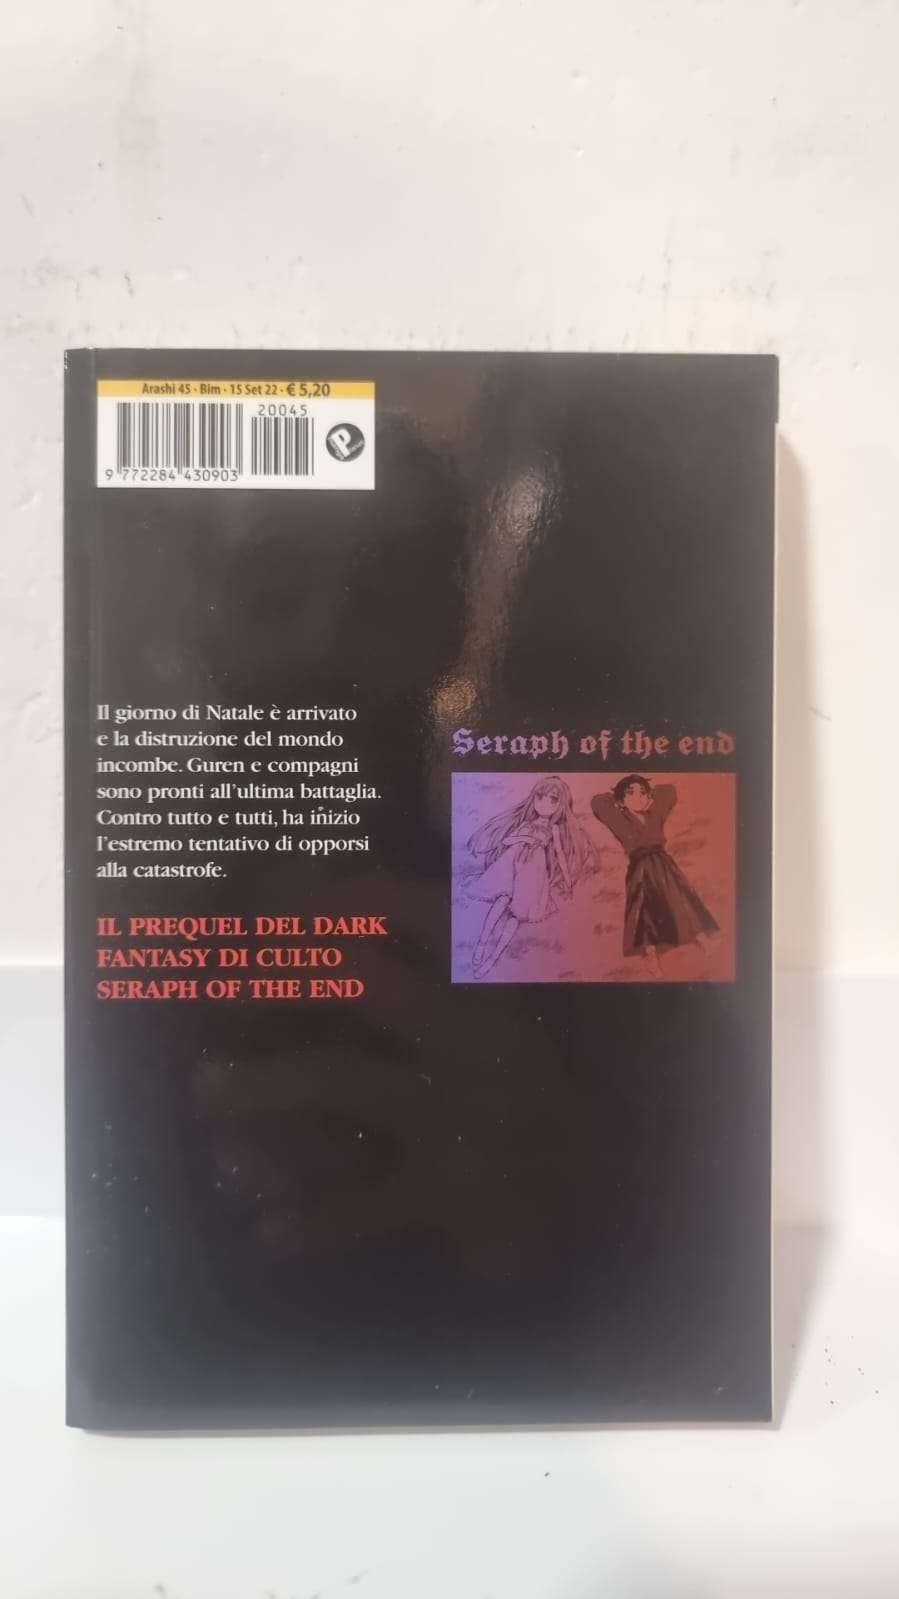 Arashi 45 · Bim · 15 Set 22 · € 5,20
20045
9 772284 430903
Il giorno di Natale è arrivato
e la distruzione del mondo
incombe. Guren e compagni
sono pronti all'ultima battaglia.
Contro tutto e tutti, ha inizio
l'estremo tentativo di opporsi
alla catastrofe.
IL PREQUEL DEL DARK
FANTASY DI CULTO
SERAPH OF THE END
Seraph of the end